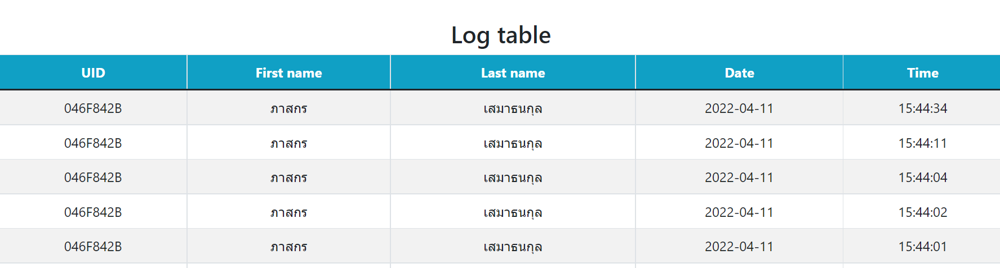 Log table
UID First name Last name Date Time
046F842B ภาสกร เสมาธนกุล 2022-04-11 15:44:34
046F842B ภาสกร เสมาธนกุล 2022-04-11 15:44:11
046F842B ภาสกร เสมาธนกุล 2022-04-11 15:44:04
046F842B ภาสกร เสมาธนกุล 2022-04-11 15:44:02
046F842B ภาสกร เสมาธนกุล 2022-04-11 15:44:01